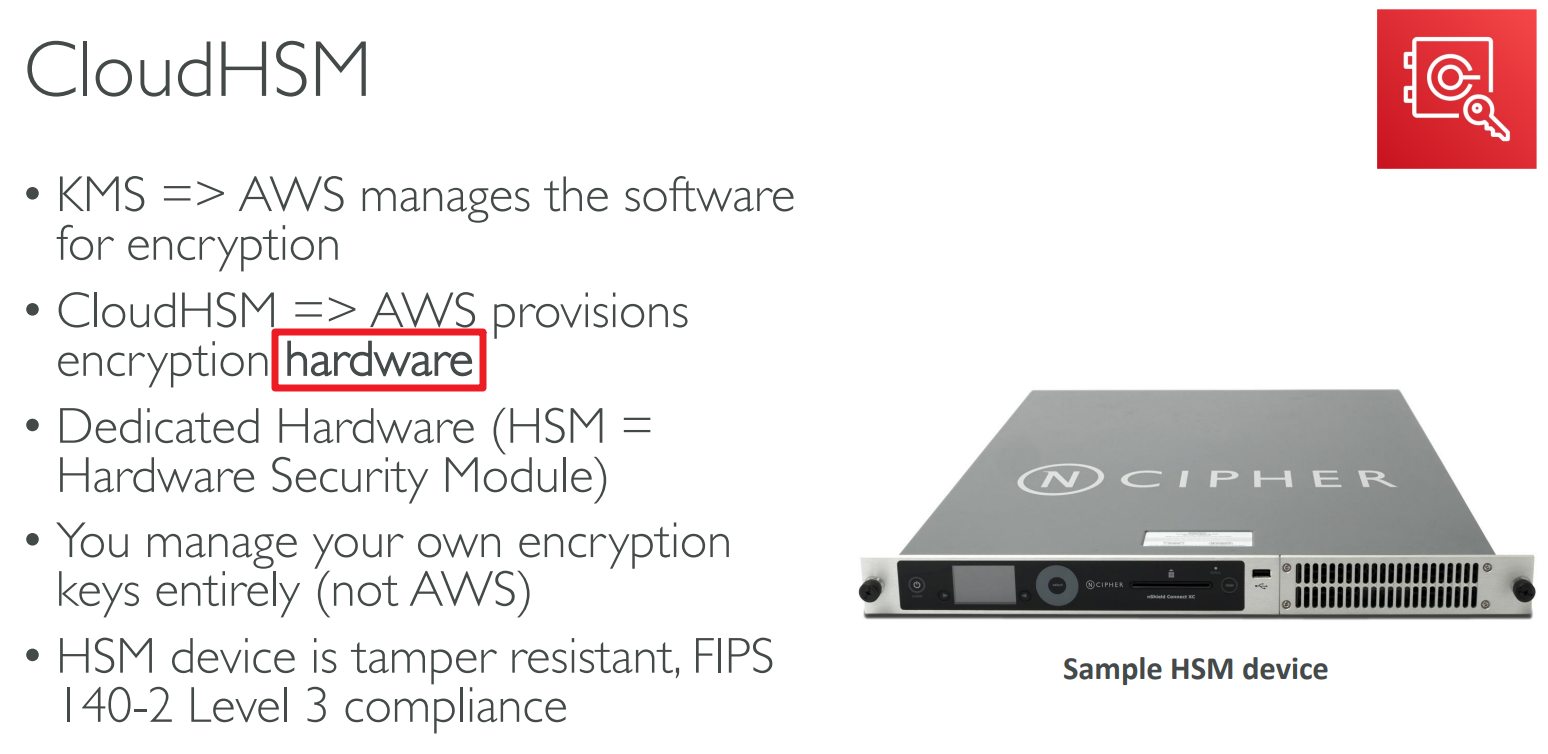 CloudHSM
• KMS => AWS manages the software
for encryption
• CloudHSM => AWS provisions
encryption hardware
• Dedicated Hardware (HSM =
Hardware Security Module)
• You manage your own encryption
keys entirely (not AWS)
• HSM device is tamper resistant, FIPS
140-2 Level 3 compliance
N CIPHER
N CIPHER
nShield Connect XC
Sample HSM device